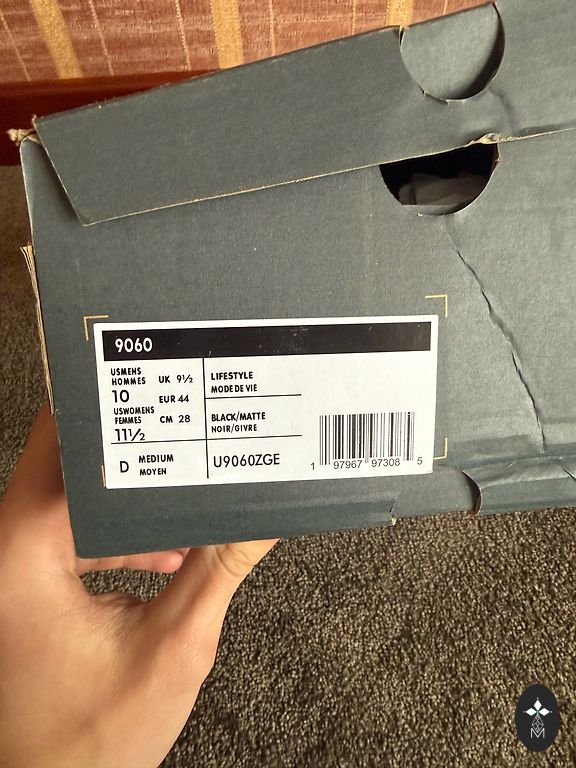 9060
USMENS
HOMMES
10
UK 9½
EUR 44
USWOMENS
FEMMES
11½
CM 28
D MEDIUM
MOYEN
LIFESTYLE
MODE DE VIE
BLACK/MATTE
NOIR/GIVRE
U9060ZGE
1 97967 97308 5
M